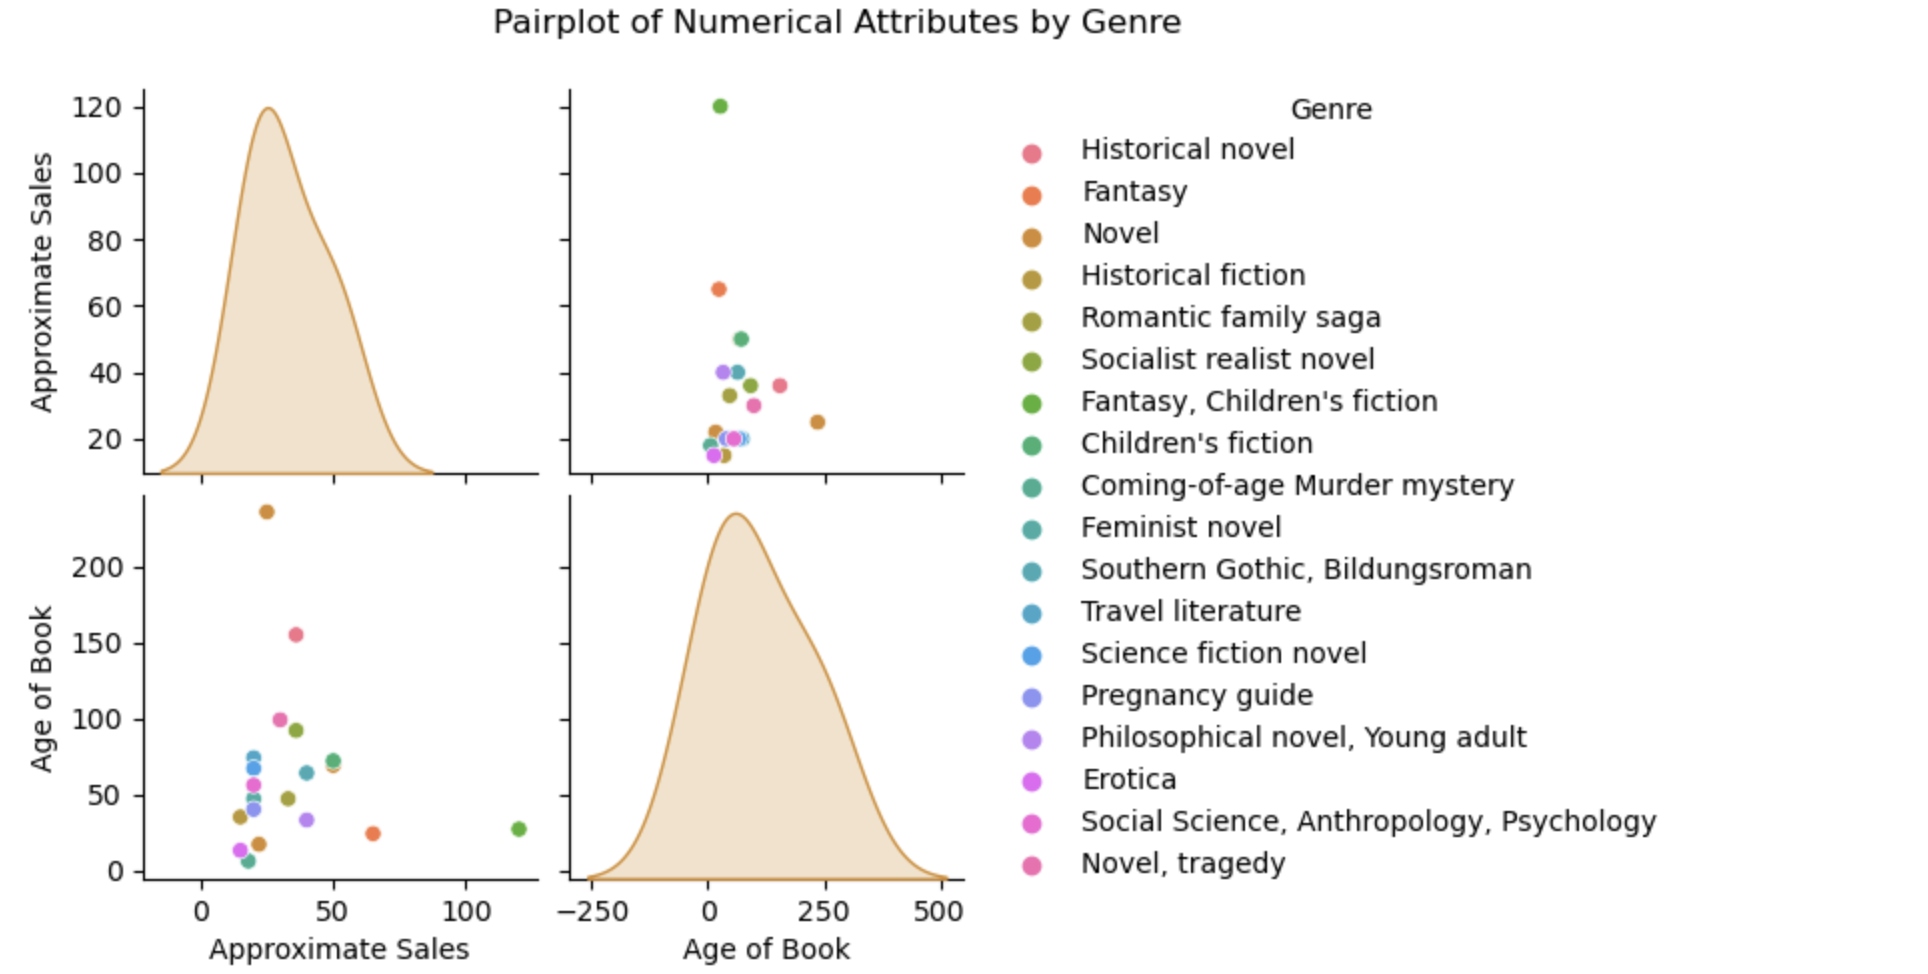 Pairplot of Numerical Attributes by Genre
Approximate Sales
120
100
80
60
40
20
Age of Book
200
150
100
50
0
0 50 100
Approximate Sales
−250 0 250 500
Age of Book
Genre
Historical novel
Fantasy
Novel
Historical fiction
Romantic family saga
Socialist realist novel
Fantasy, Children's fiction
Children's fiction
Coming-of-age Murder mystery
Feminist novel
Southern Gothic, Bildungsroman
Travel literature
Science fiction novel
Pregnancy guide
Philosophical novel, Young adult
Erotica
Social Science, Anthropology, Psychology
Novel, tragedy